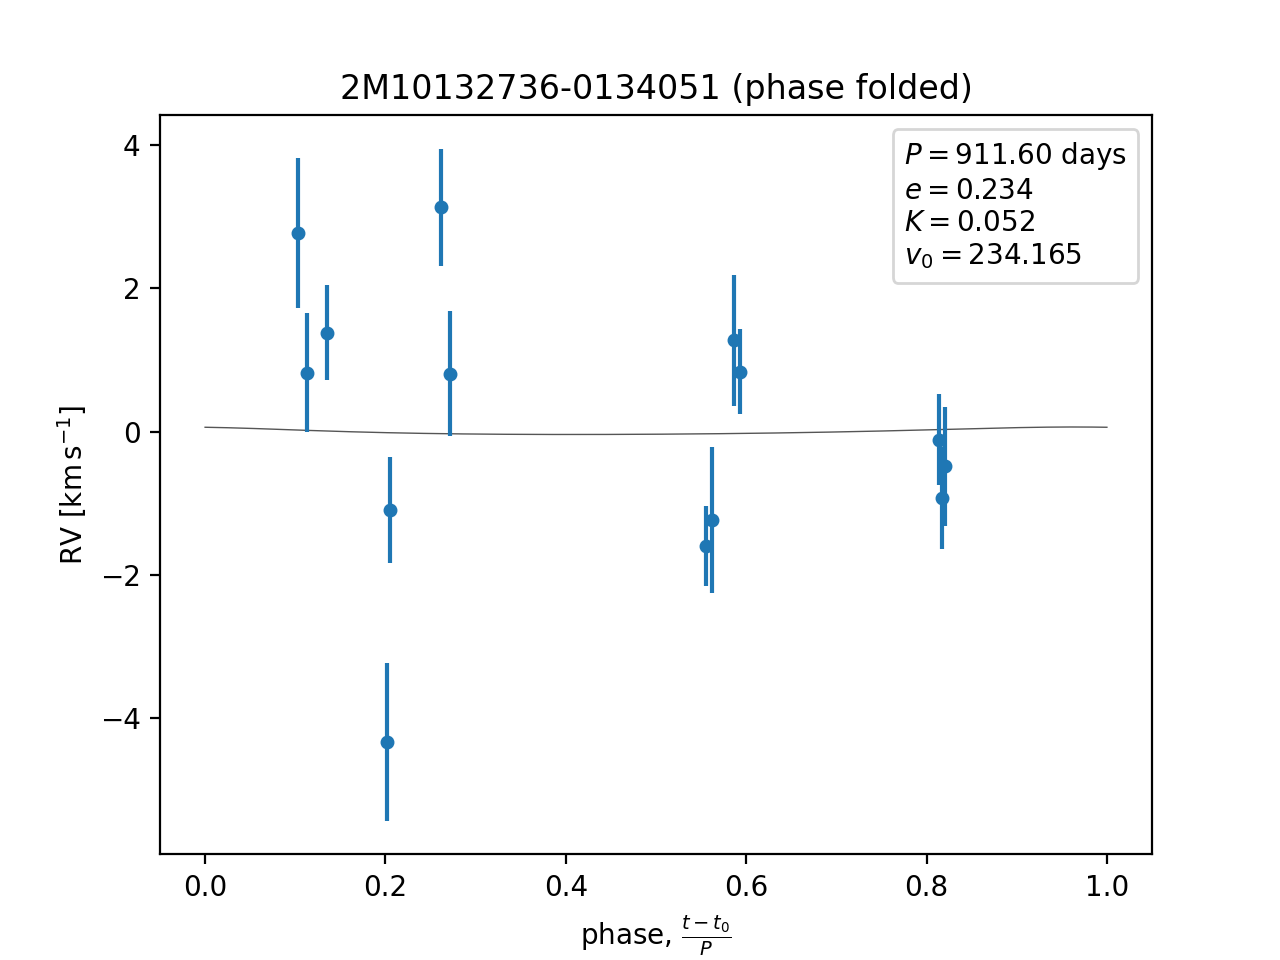 2M10132736-0134051 (phase folded)
P = 911.60 days
e = 0.234
K = 0.052
v₀ = 234.165
4
2
0
−2
−4
RV [km s⁻¹]
0.0 0.2 0.4 0.6 0.8 1.0
phase, (t − t₀)/P